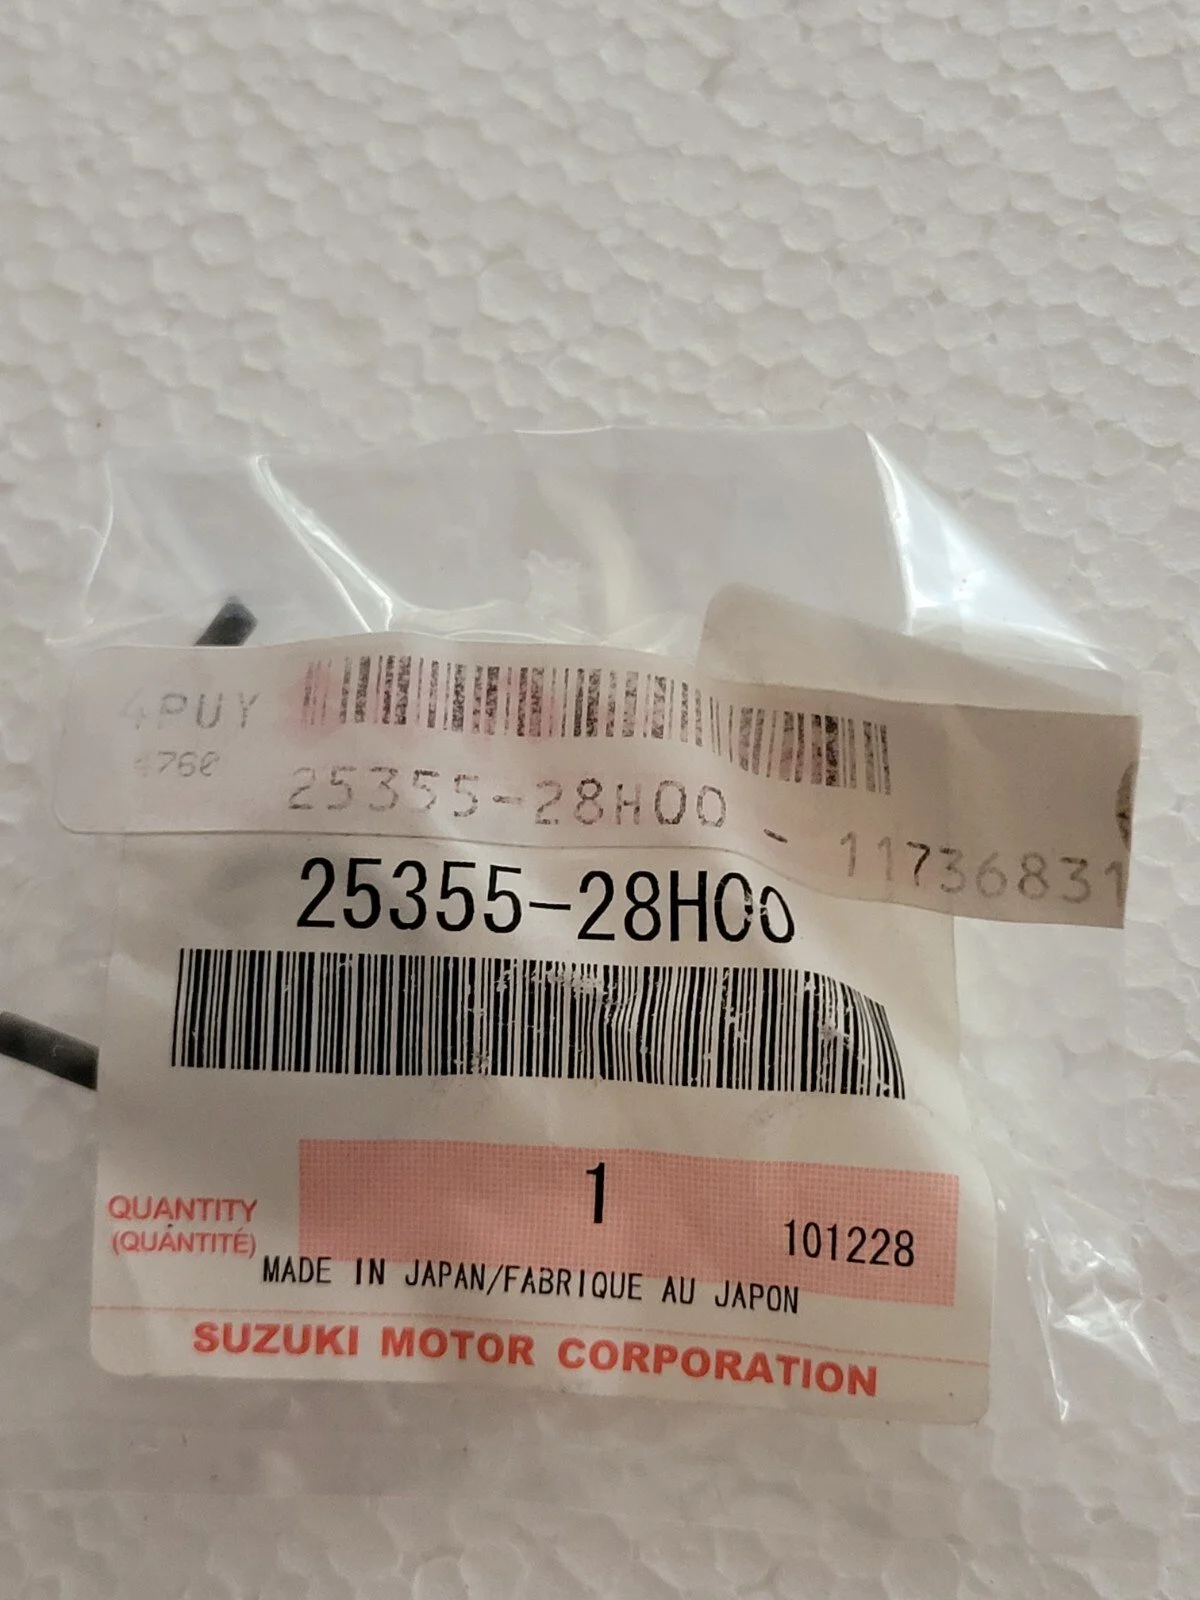 4PUY
4760
25355-28H00 - 11736831
25355-28H00
1
QUANTITY
(QUANTITÉ)
101228
MADE IN JAPAN/FABRIQUE AU JAPON
SUZUKI MOTOR CORPORATION